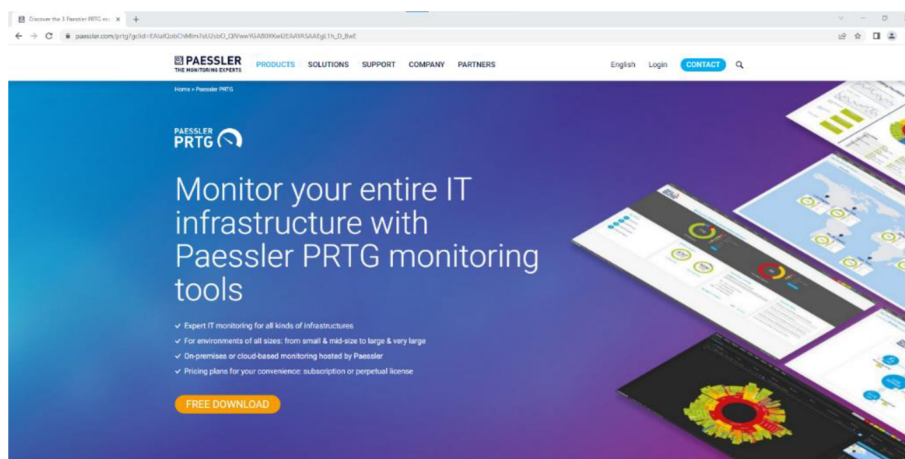 Discover the 3 Paessler PRTG mo
PAESSLER
THE MONITORING EXPERTS
PRODUCTS SOLUTIONS SUPPORT COMPANY PARTNERS
English Login CONTACT
Home » Paessler PRTG
PAESSLER
PRTG
Monitor your entire IT
infrastructure with
Paessler PRTG monitoring
tools
✓ Expert IT monitoring for all kinds of infrastructures
✓ For environments of all sizes: from small & mid-size to large & very large
✓ On-premises or cloud-based monitoring hosted by Paessler
✓ Pricing plans for your convenience: subscription or perpetual license
FREE DOWNLOAD